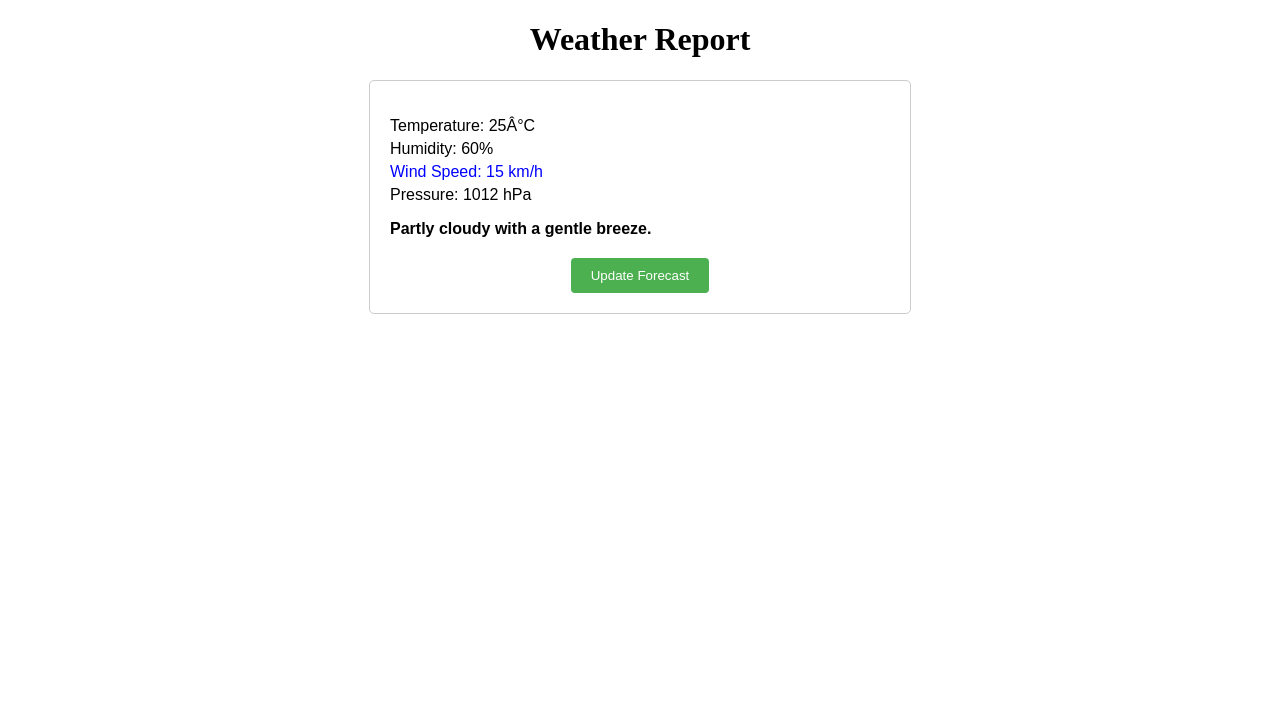 Weather Report
Temperature: 25Â°C
Humidity: 60%
Wind Speed: 15 km/h
Pressure: 1012 hPa
Partly cloudy with a gentle breeze.
Update Forecast